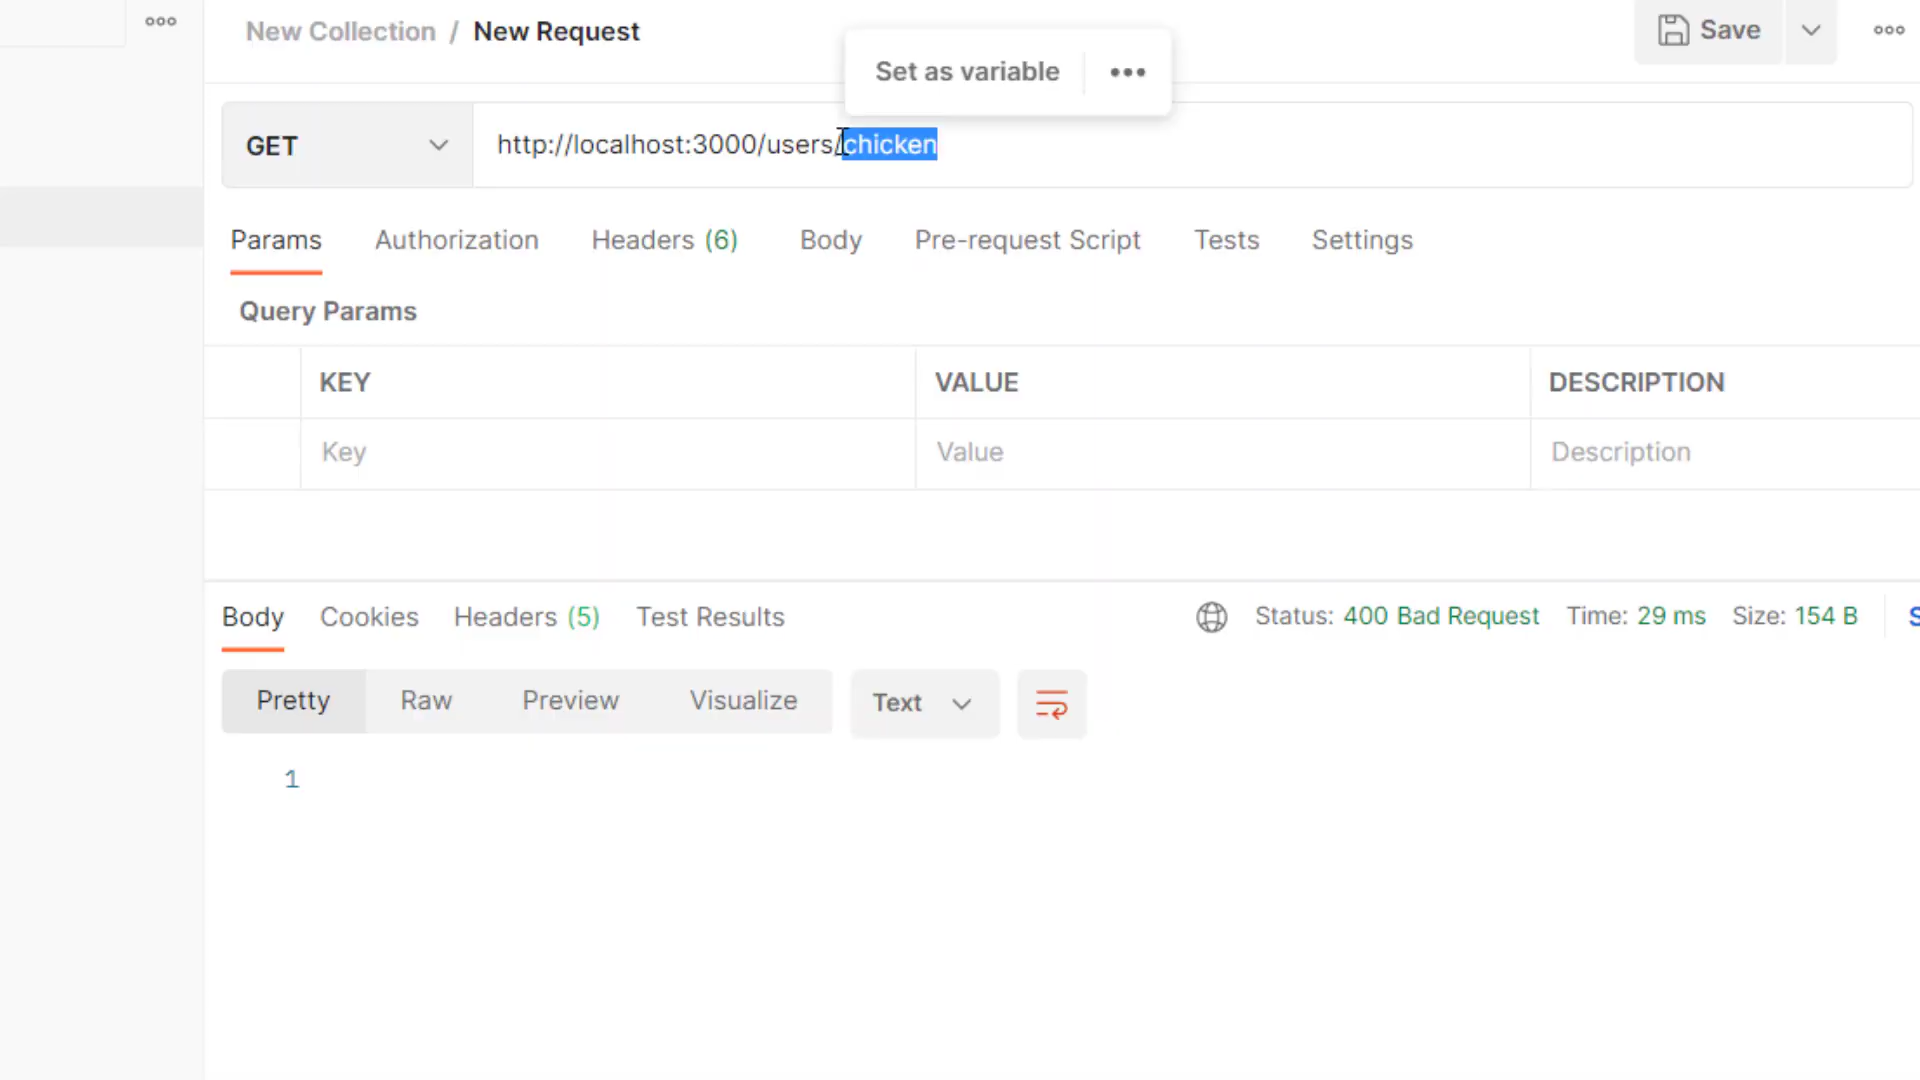 New Collection / New Request
Save
Set as variable
GET
http://localhost:3000/users/chicken
Params Authorization Headers (6) Body Pre-request Script Tests Settings
Query Params
KEY VALUE DESCRIPTION
Key Value Description
Body Cookies Headers (5) Test Results Status: 400 Bad Request Time: 29 ms Size: 154 B
Pretty Raw Preview Visualize Text
1